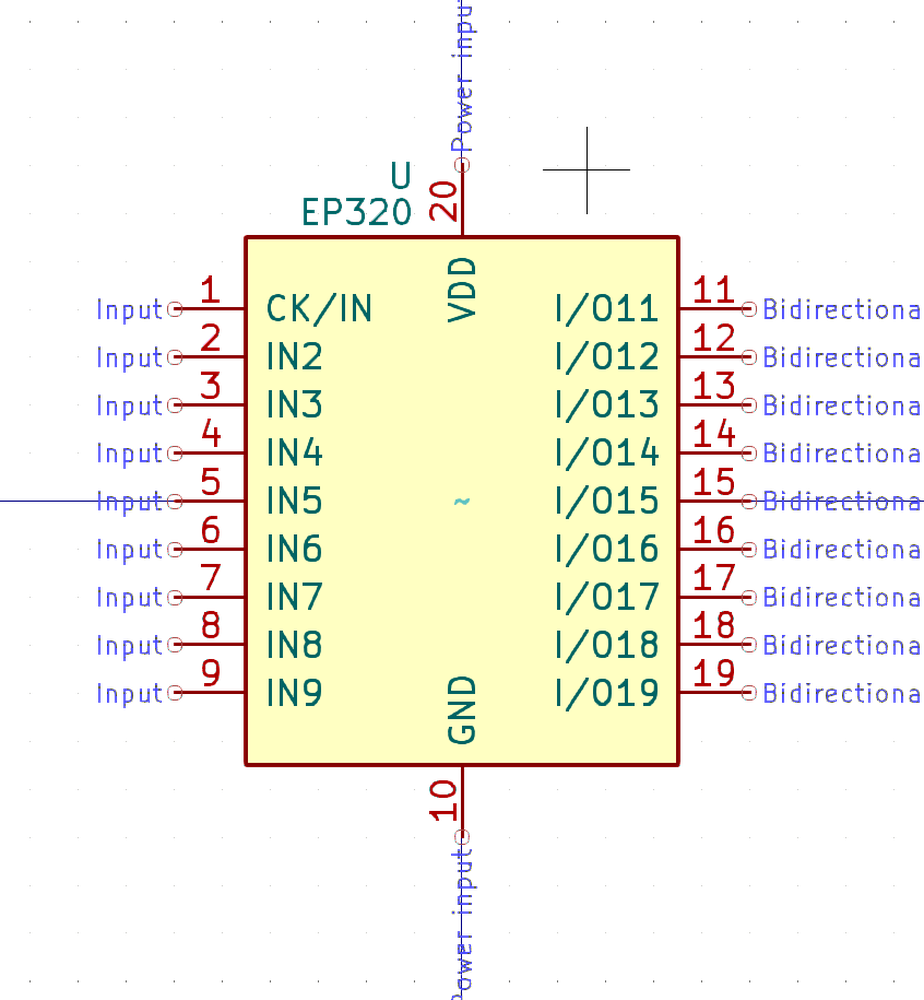 Power input
U
EP320
20
VDD
Input 1 CK/IN I/O11 11 Bidirectiona
Input 2 IN2 I/O12 12 Bidirectiona
Input 3 IN3 I/O13 13 Bidirectiona
Input 4 IN4 I/O14 14 Bidirectiona
Input 5 IN5 ~ I/O15 15 Bidirectiona
Input 6 IN6 I/O16 16 Bidirectiona
Input 7 IN7 I/O17 17 Bidirectiona
Input 8 IN8 I/O18 18 Bidirectiona
Input 9 IN9 I/O19 19 Bidirectiona
GND
10
Power input